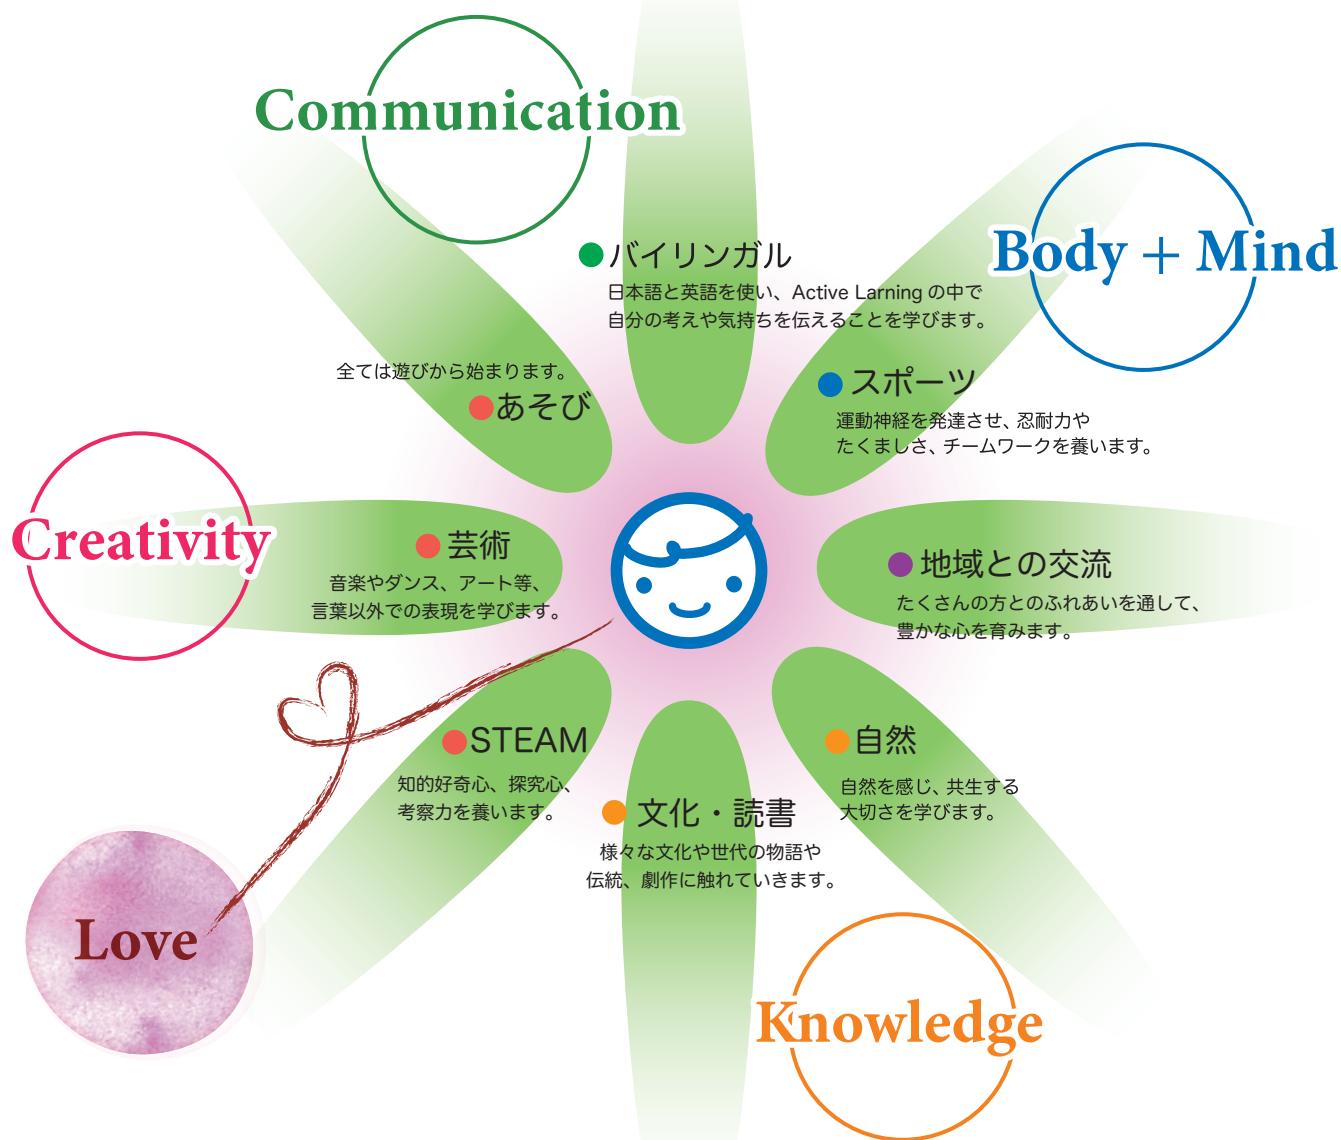 Communication
Body + Mind
バイリンガル
日本語と英語を使い、Active Larning の中で
自分の考えや気持ちを伝えることを学びます。
全ては遊びから始まります。
あそび
スポーツ
運動神経を発達させ、忍耐力や
たくましさ、チームワークを養います。
Creativity
芸術
音楽やダンス、アート等、
言葉以外での表現を学びます。
地域との交流
たくさんの方とのふれあいを通して、
豊かな心を育みます。
STEAM
知的好奇心、探究心、
考察力を養います。
自然
自然を感じ、共生する
大切さを学びます。
文化・読書
様々な文化や世代の物語や
伝統、劇作に触れていきます。
Love
Knowledge